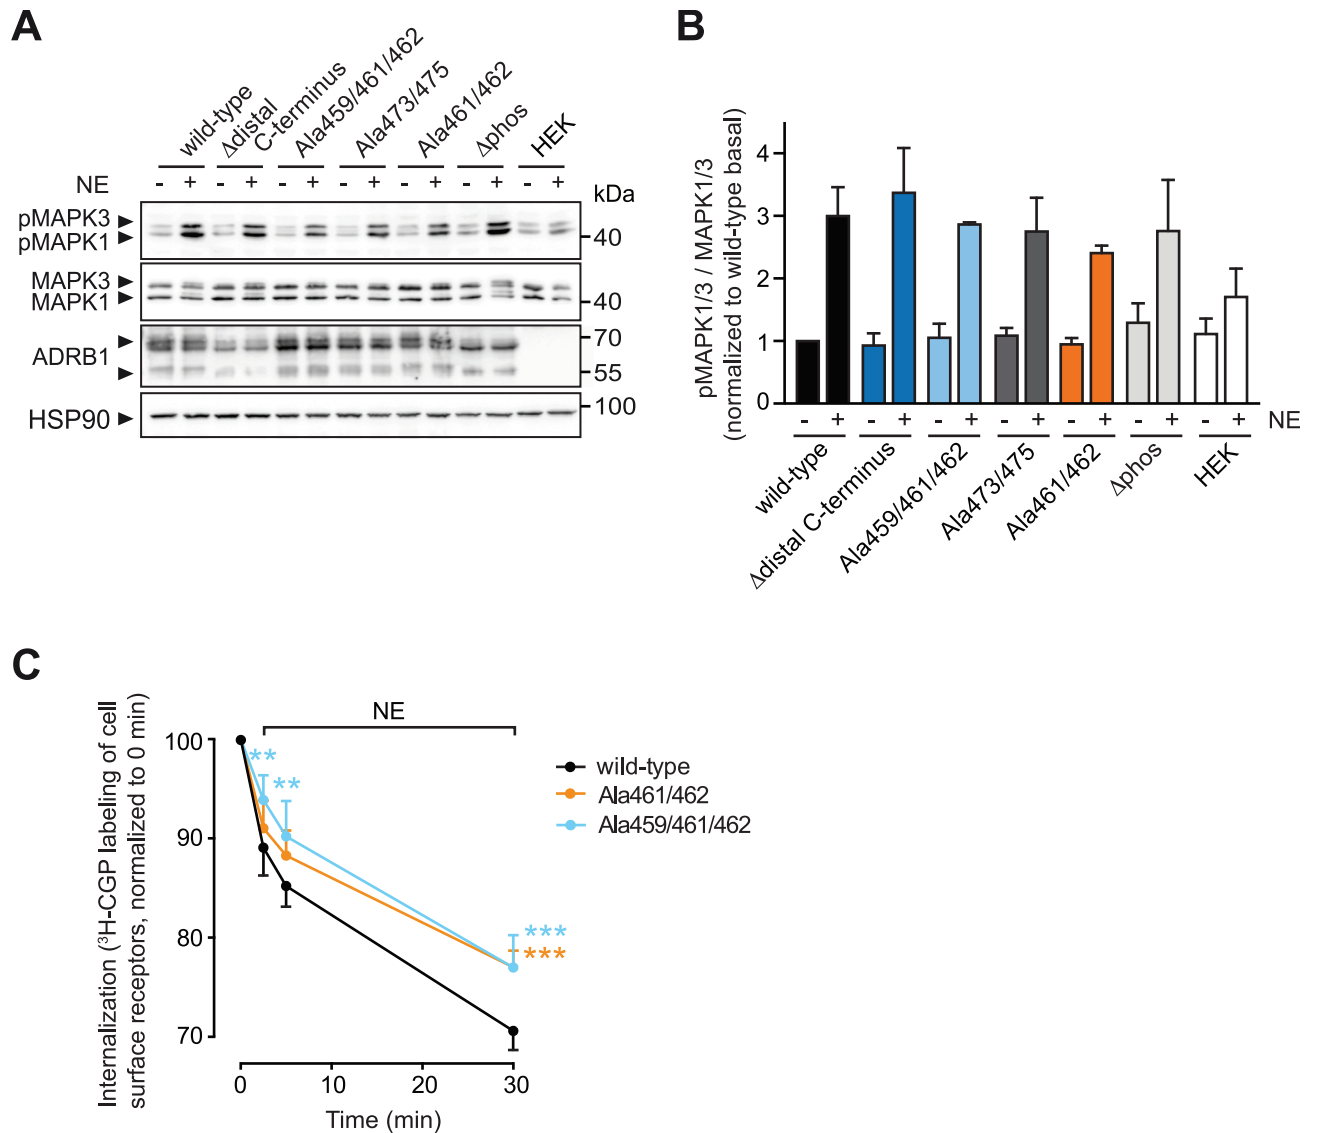 A
wild-type
Δdistal
C-terminus
Ala459/461/462
Ala473/475
Ala461/462
Δphos
HEK
NE
- + - + - + - + - + - + - +
kDa
pMAPK3
pMAPK1
40
MAPK3
MAPK1
40
ADRB1
70
55
HSP90
100
B
pMAPK1/3 / MAPK1/3
(normalized to wild-type basal)
4
3
2
1
0
- + - + - + - + - + - + - +
NE
wild-type
Δdistal C-terminus
Ala459/461/462
Ala473/475
Ala461/462
Δphos
HEK
C
Internalization (³H-CGP labeling of cell
surface receptors, normalized to 0 min)
NE
100
90
80
70
**
**
***
***
wild-type
Ala461/462
Ala459/461/462
0 10 20 30
Time (min)